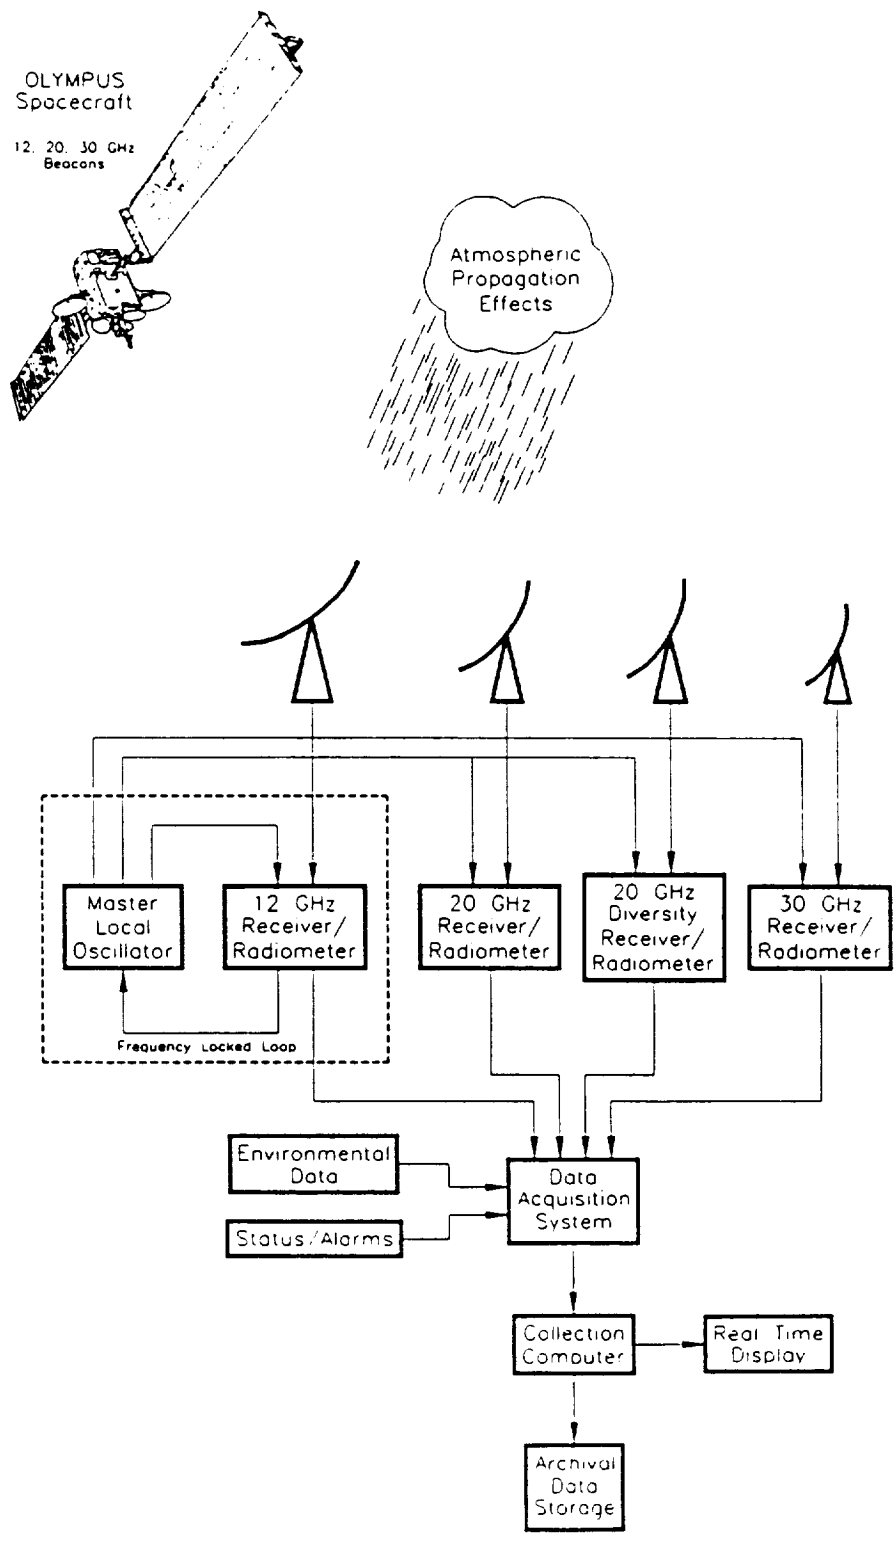 OLYMPUS
Spacecraft
12, 20, 30 GHz
Beacons
Atmospheric
Propagation
Effects
Master
Local
Oscillator
12 GHz
Receiver/
Radiometer
20 GHz
Receiver/
Radiometer
20 GHz
Diversity
Receiver/
Radiometer
30 GHz
Receiver/
Radiometer
Frequency Locked Loop
Environmental
Data
Status/Alarms
Data
Acquisition
System
Collection
Computer
Real Time
Display
Archival
Data
Storage